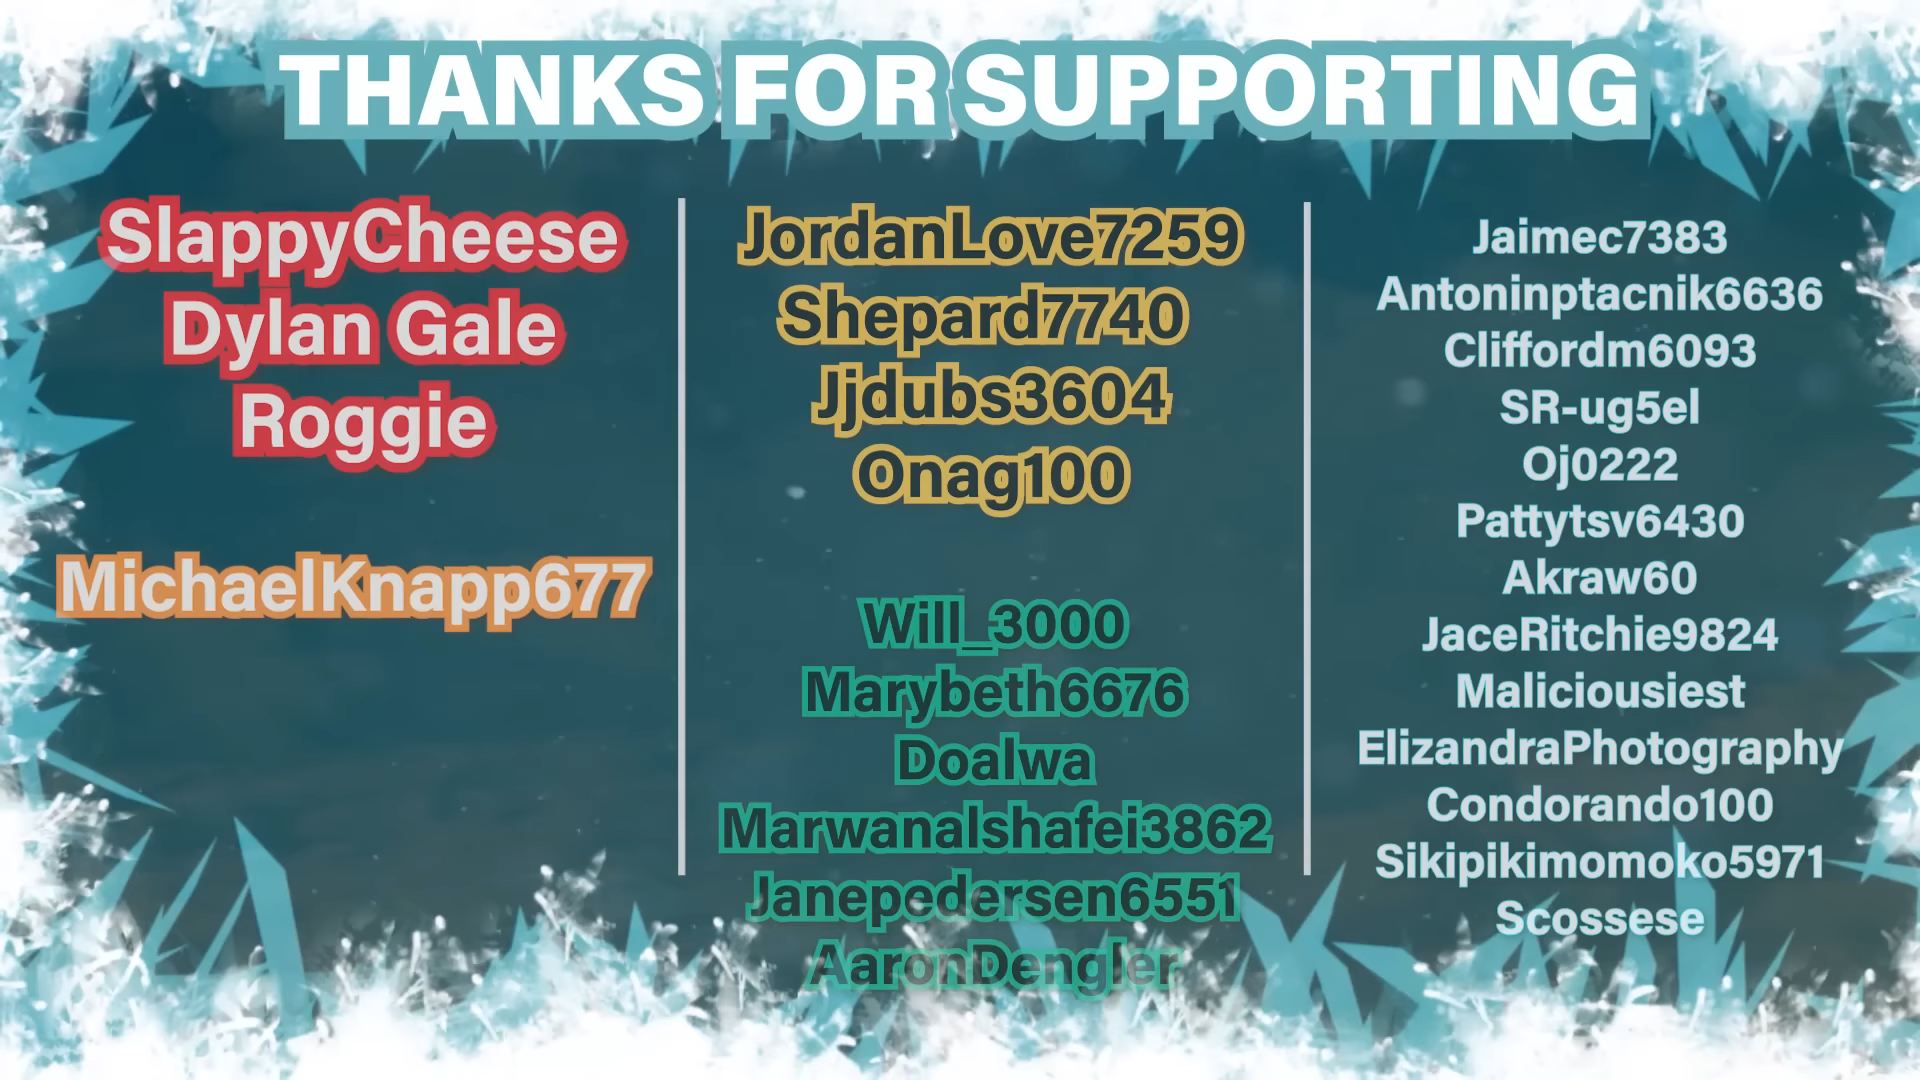 THANKS FOR SUPPORTING
SlappyCheese
Dylan Gale
Roggie
MichaelKnapp677
JordanLove7259
Shepard7740
Jjdubs3604
Onag100
Will_3000
Marybeth6676
Doalwa
Marwanalshafei3862
Janepedersen6551
AaronDengler
Jaimec7383
Antoninptacnik6636
Cliffordm6093
SR-ug5el
Oj0222
Pattytsv6430
Akraw60
JaceRitchie9824
Maliciousiest
ElizandraPhotography
Condorando100
Sikipikimomoko5971
Scossese